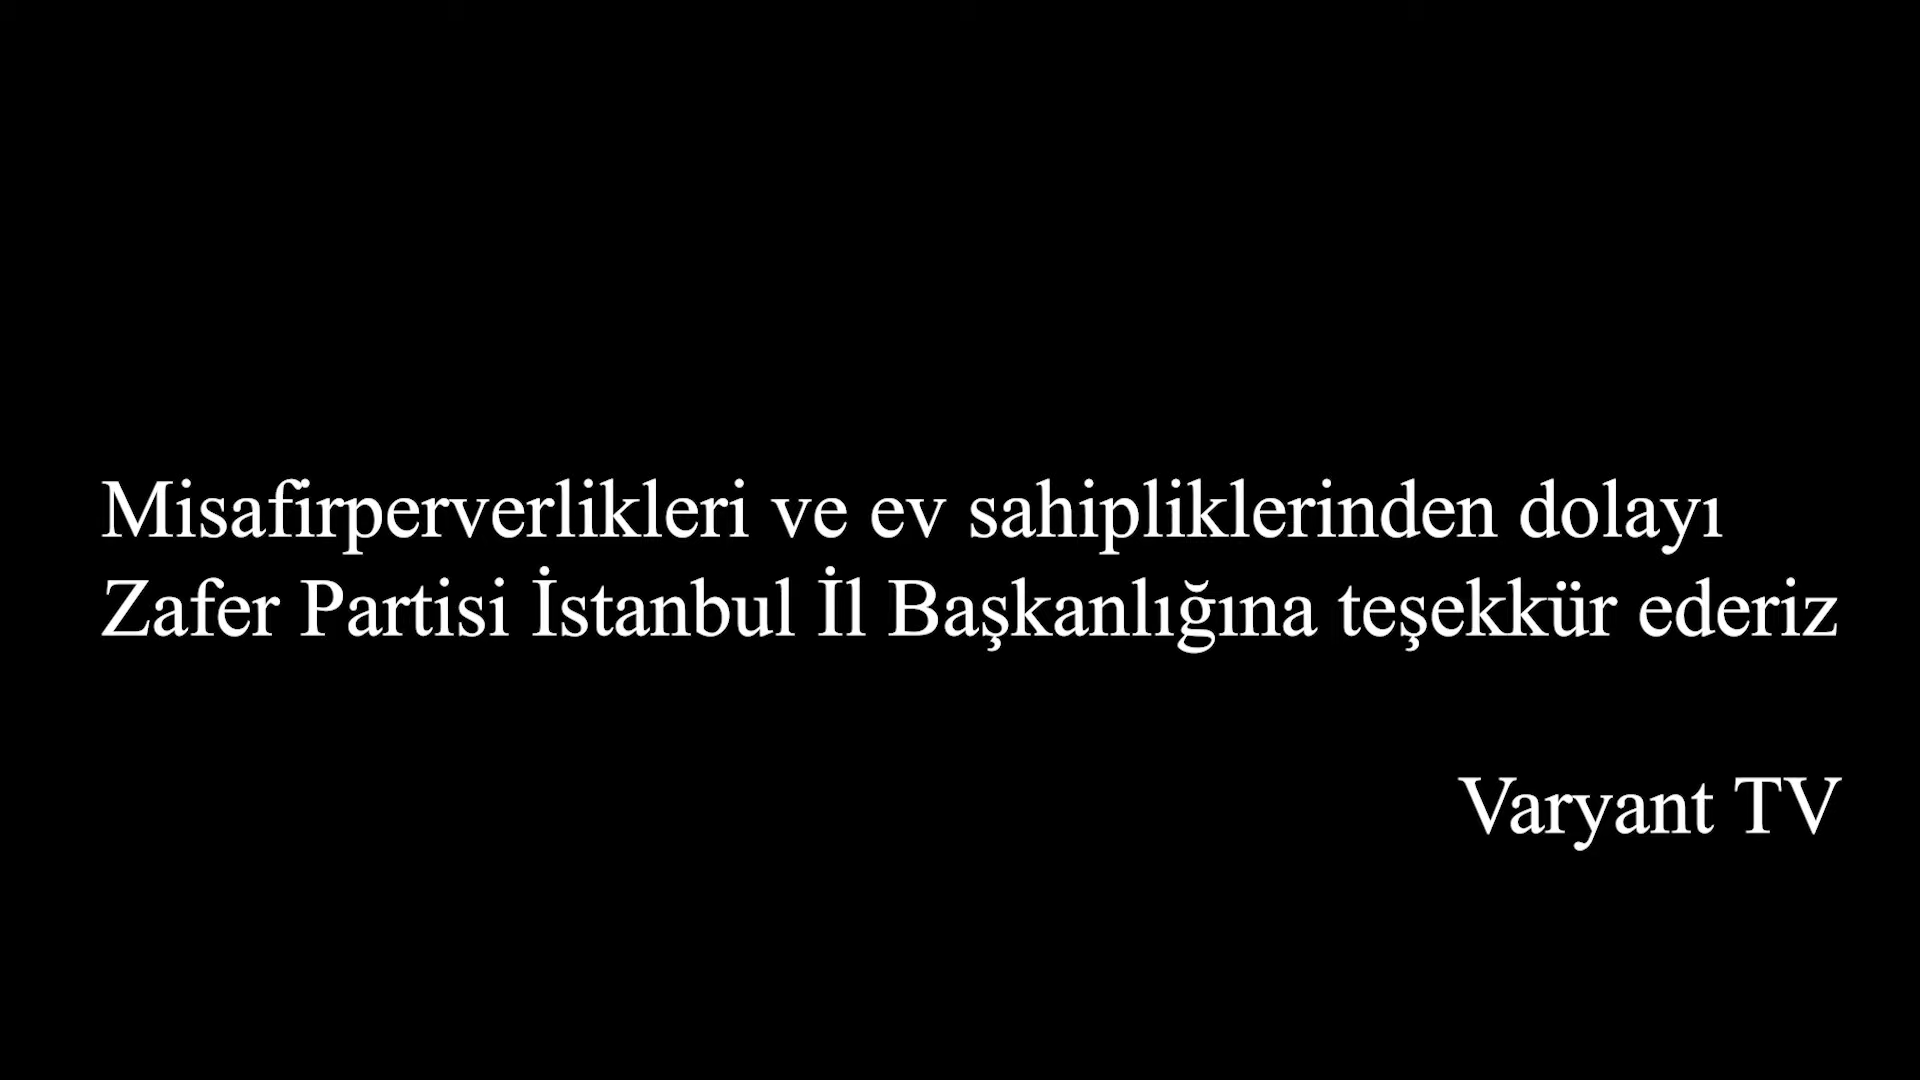 Misafirperverlikleri ve ev sahipliklerinden dolayı
Zafer Partisi İstanbul İl Başkanlığına teşekkür ederiz
Varyant TV